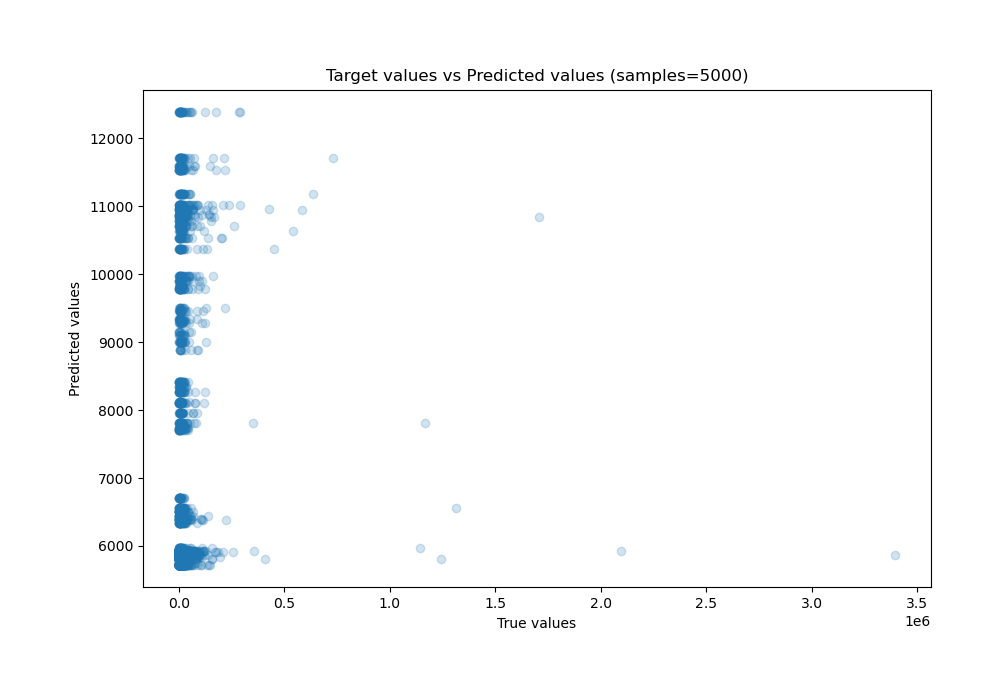 Target values vs Predicted values (samples=5000)
Predicted values
12000
11000
10000
9000
8000
7000
6000
0.0 0.5 1.0 1.5 2.0 2.5 3.0 3.5
1e6
True values